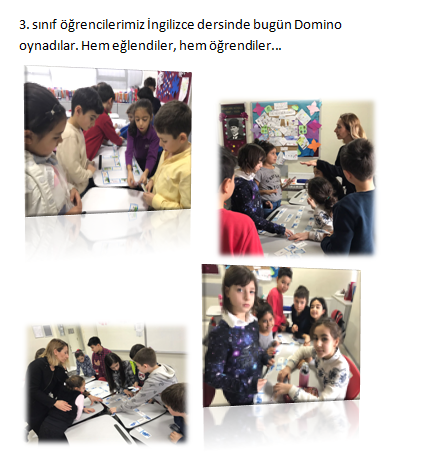 3. sınıf öğrencilerimiz İngilizce dersinde bugün Domino
oynadılar. Hem eğlendiler, hem öğrendiler...